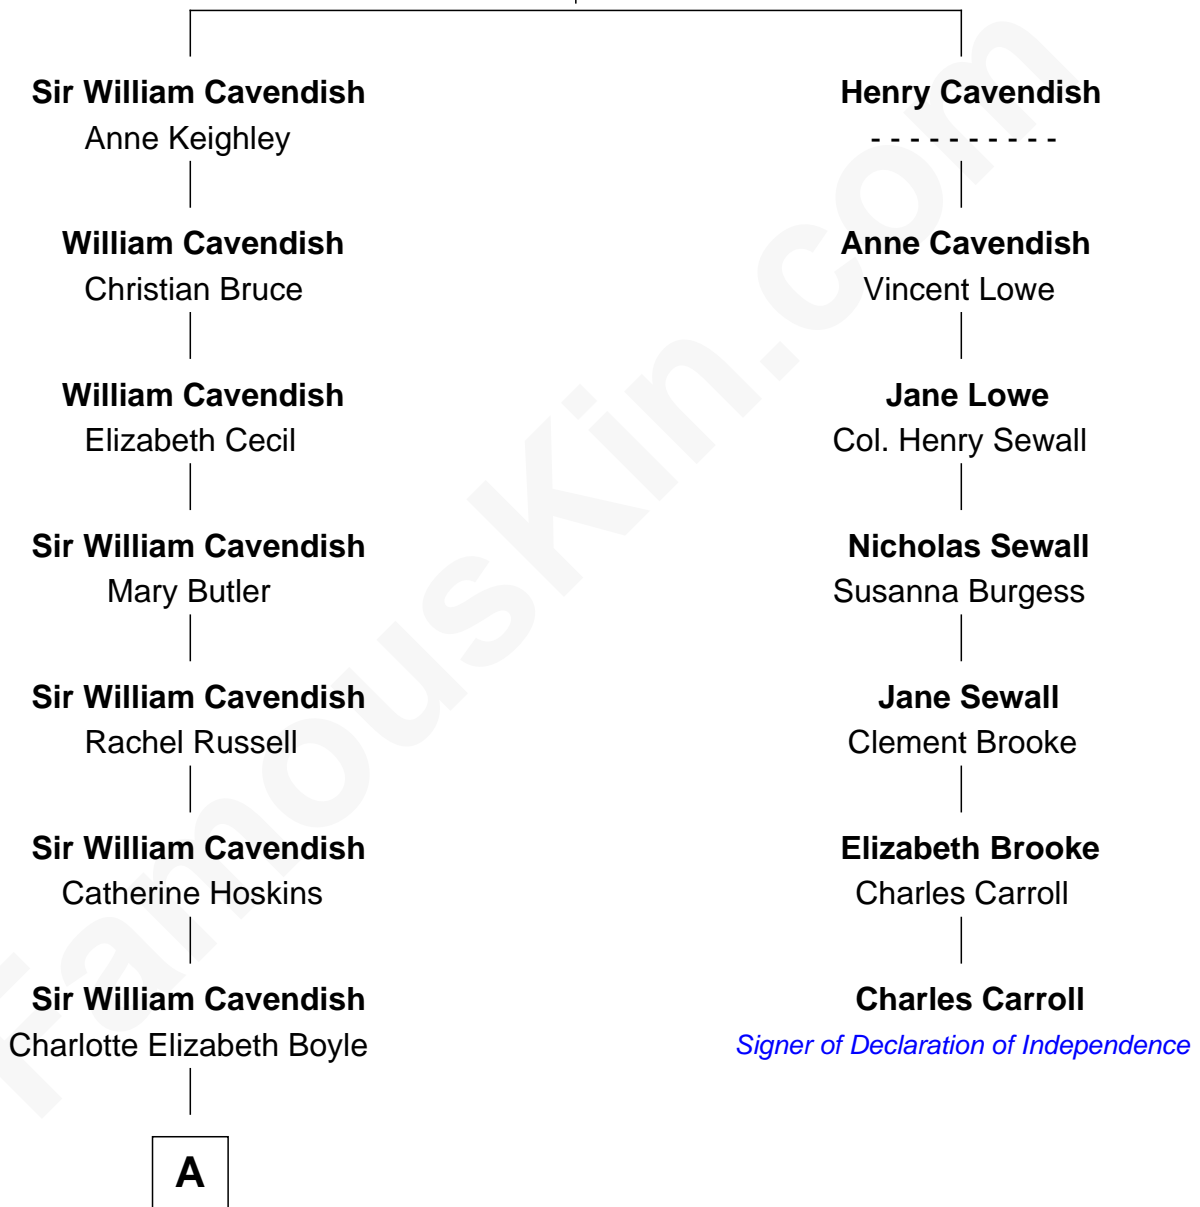 Sir William Cavendish
Anne Keighley
Henry Cavendish
- - - - - - - - - -
William Cavendish
Christian Bruce
Anne Cavendish
Vincent Lowe
William Cavendish
Elizabeth Cecil
Jane Lowe
Col. Henry Sewall
Sir William Cavendish
Mary Butler
Nicholas Sewall
Susanna Burgess
Sir William Cavendish
Rachel Russell
Jane Sewall
Clement Brooke
Sir William Cavendish
Catherine Hoskins
Elizabeth Brooke
Charles Carroll
Sir William Cavendish
Charlotte Elizabeth Boyle
Charles Carroll
Signer of Declaration of Independence
A
FamousKin.com